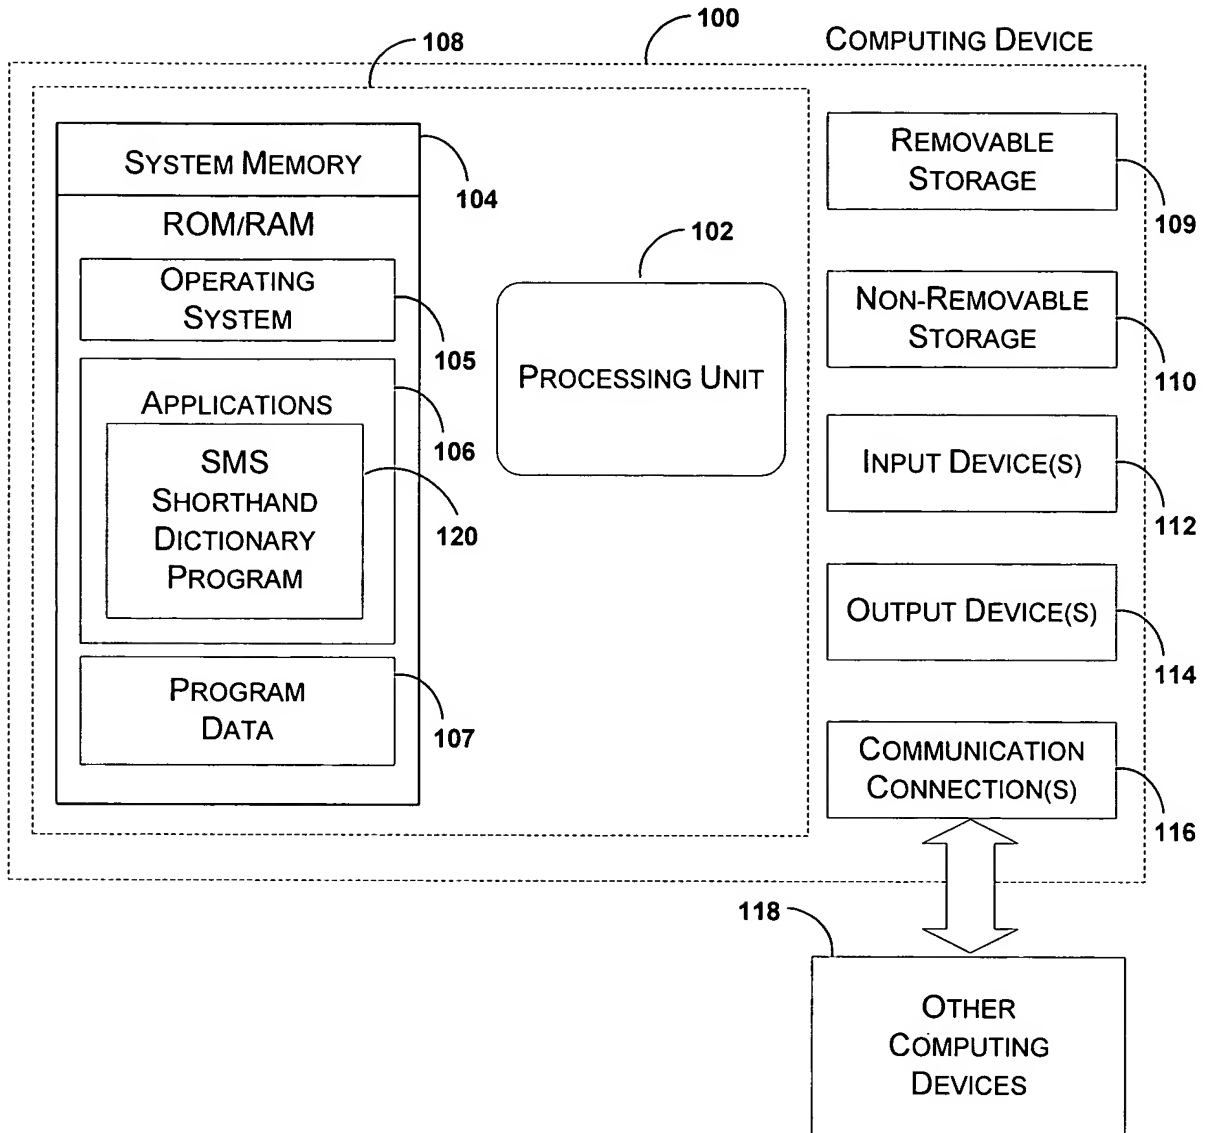 100
COMPUTING DEVICE
108
SYSTEM MEMORY
104
ROM/RAM
OPERATING
SYSTEM
105
APPLICATIONS
106
SMS
SHORTHAND
DICTIONARY
PROGRAM
120
PROGRAM
DATA
107
102
PROCESSING UNIT
REMOVABLE
STORAGE
109
NON-REMOVABLE
STORAGE
110
INPUT DEVICE(S)
112
OUTPUT DEVICE(S)
114
COMMUNICATION
CONNECTION(S)
116
118
OTHER
COMPUTING
DEVICES